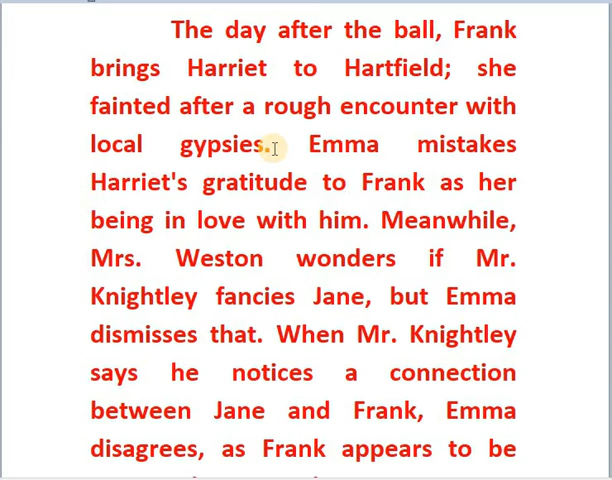 The day after the ball, Frank
brings Harriet to Hartfield; she
fainted after a rough encounter with
local gypsies. Emma mistakes
Harriet's gratitude to Frank as her
being in love with him. Meanwhile,
Mrs. Weston wonders if Mr.
Knightley fancies Jane, but Emma
dismisses that. When Mr. Knightley
says he notices a connection
between Jane and Frank, Emma
disagrees, as Frank appears to be